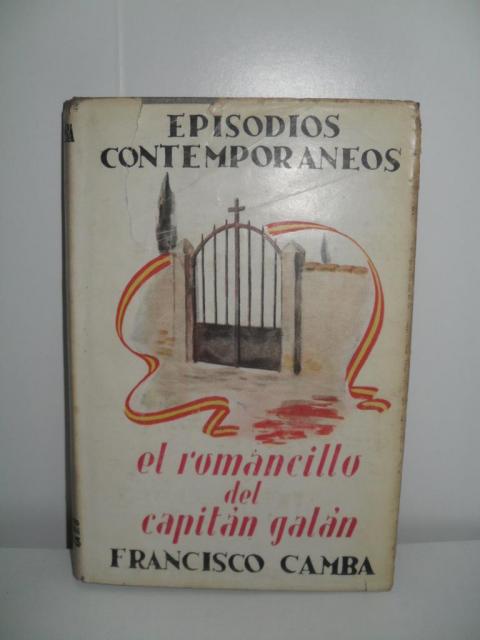 EPISODIOS
CONTEMPORANEOS
el romancillo
del
capitán galán
FRANCISCO CAMBA